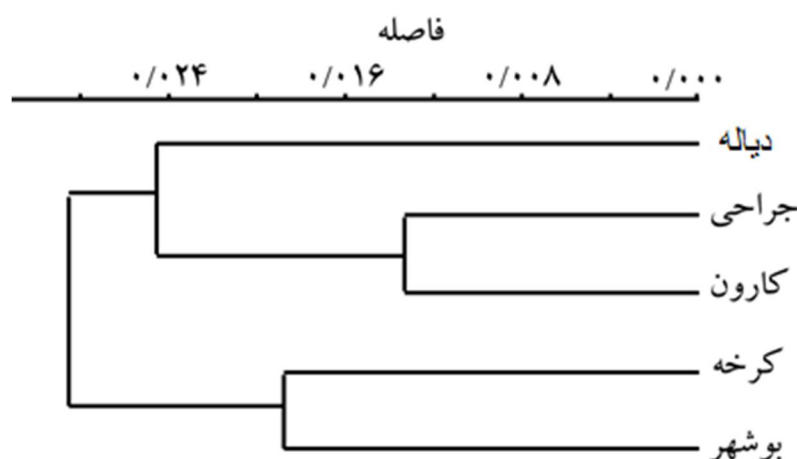 فاصله
۰/۰۲۴ ۰/۰۱۶ ۰/۰۰۸ ۰/۰۰۰
دیاله
جراحی
کارون
کرخه
بوشهر